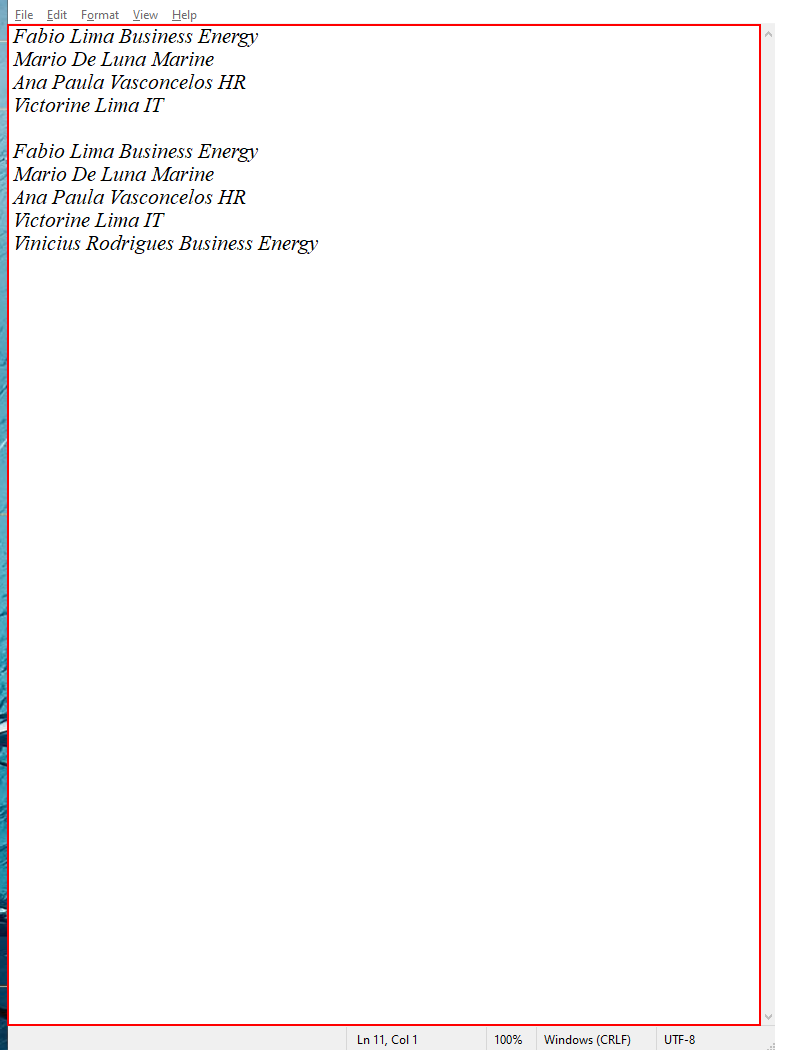 File Edit Format View Help
Fabio Lima Business Energy
Mario De Luna Marine
Ana Paula Vasconcelos HR
Victorine Lima IT

Fabio Lima Business Energy
Mario De Luna Marine
Ana Paula Vasconcelos HR
Victorine Lima IT
Vinicius Rodrigues Business Energy
Ln 11, Col 1 100% Windows (CRLF) UTF-8